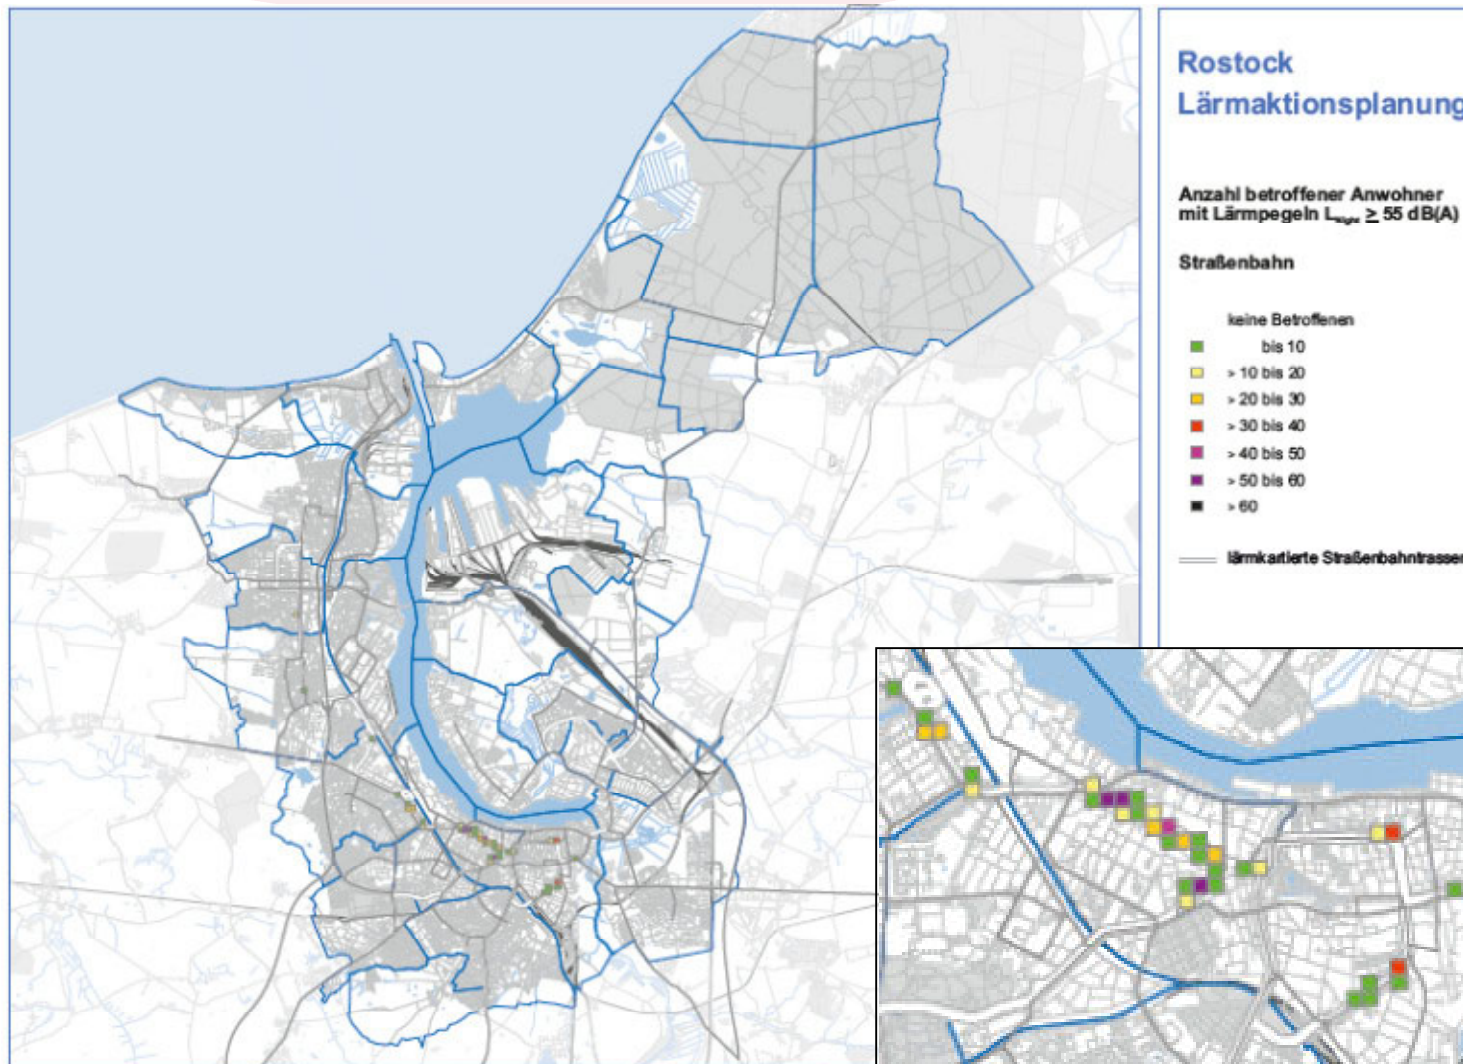 Rostock
Lärmaktionsplanung
Anzahl betroffener Anwohner
mit Lärmpegeln L ≥ 55 dB(A)
Straßenbahn
keine Betroffenen
bis 10
> 10 bis 20
> 20 bis 30
> 30 bis 40
> 40 bis 50
> 50 bis 60
> 60
lärmkartierte Straßenbahntrassen